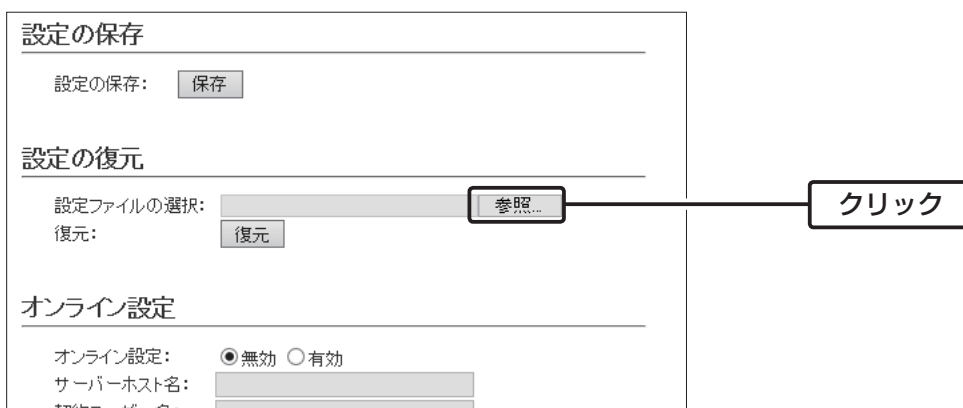 設定の保存
設定の保存： 保存
設定の復元
設定ファイルの選択： 参照...
クリック
復元： 復元
オンライン設定
オンライン設定： 無効 有効
サーバーホスト名：